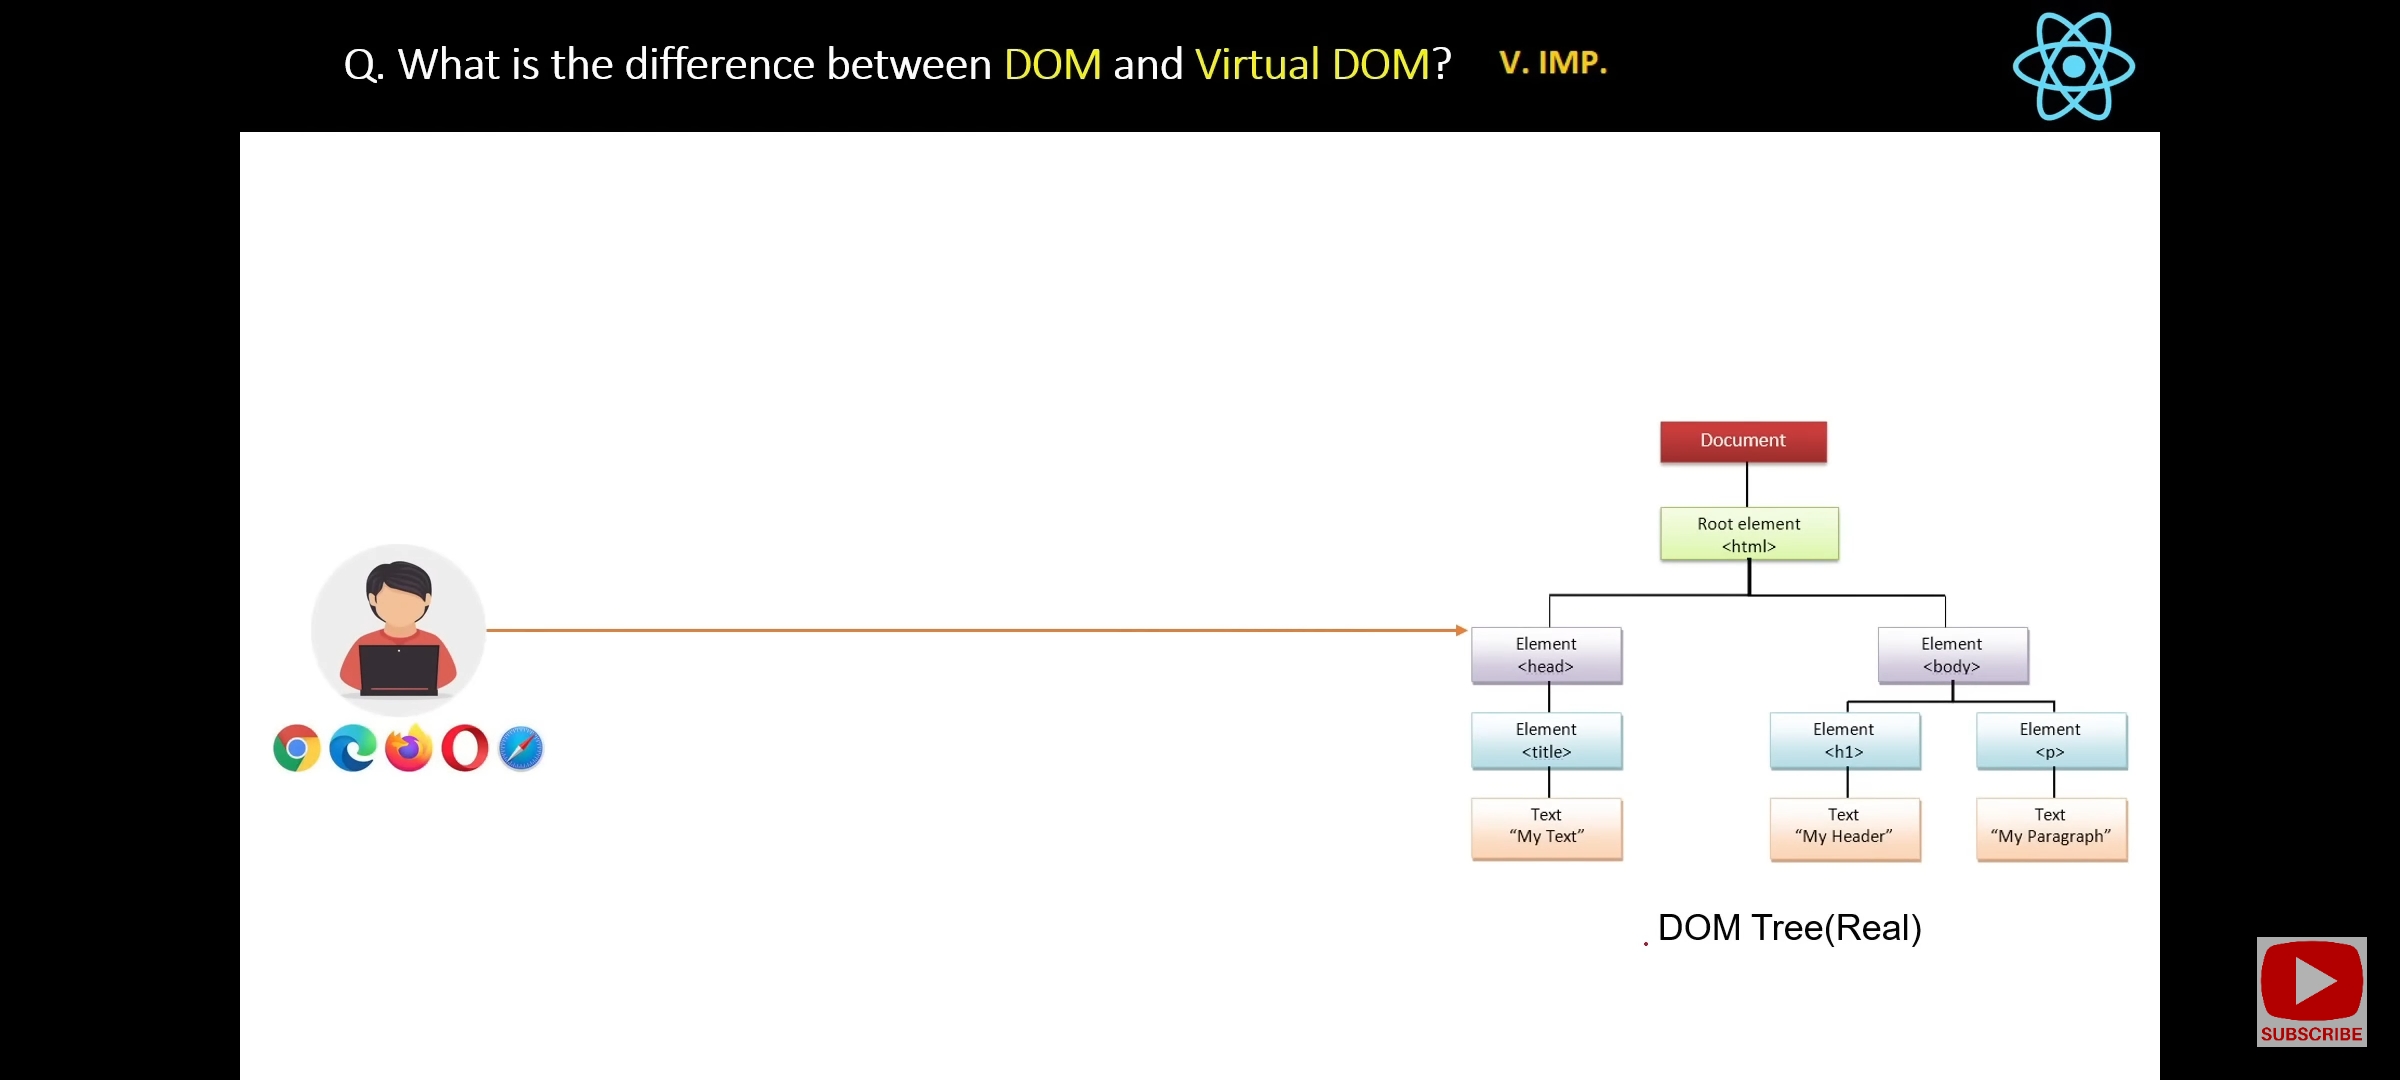 Q. What is the difference between DOM and Virtual DOM? V. IMP.
Document
Root element
<html>
Element
<head>
Element
<body>
Element
<title>
Element
<h1>
Element
<p>
Text
“My Text”
Text
“My Header”
Text
“My Paragraph”
DOM Tree(Real)
SUBSCRIBE